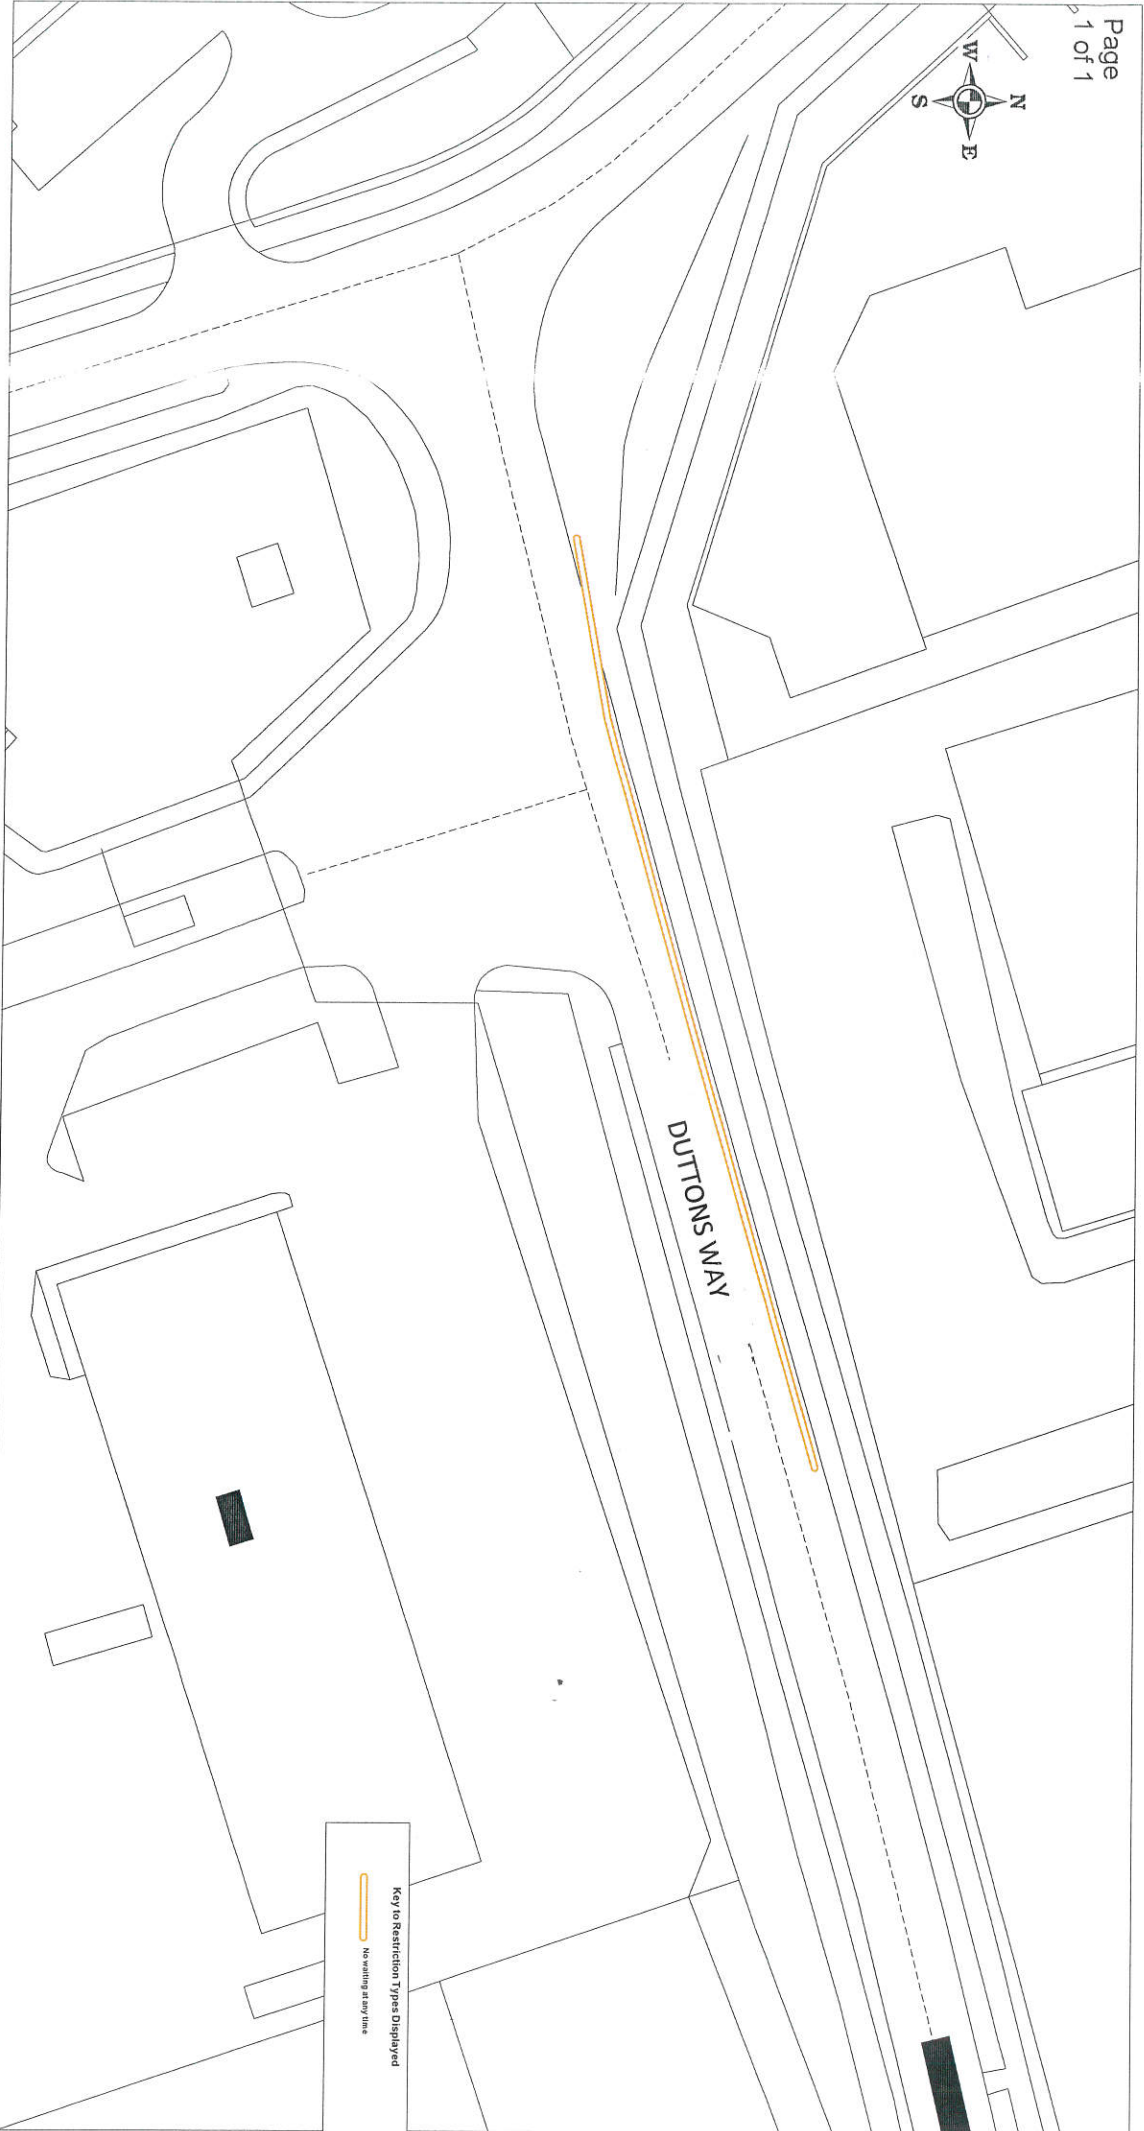 Page
1 of 1
N
W
E
S
DUTTONS WAY
Key to Restriction Types Displayed
No waiting at any time